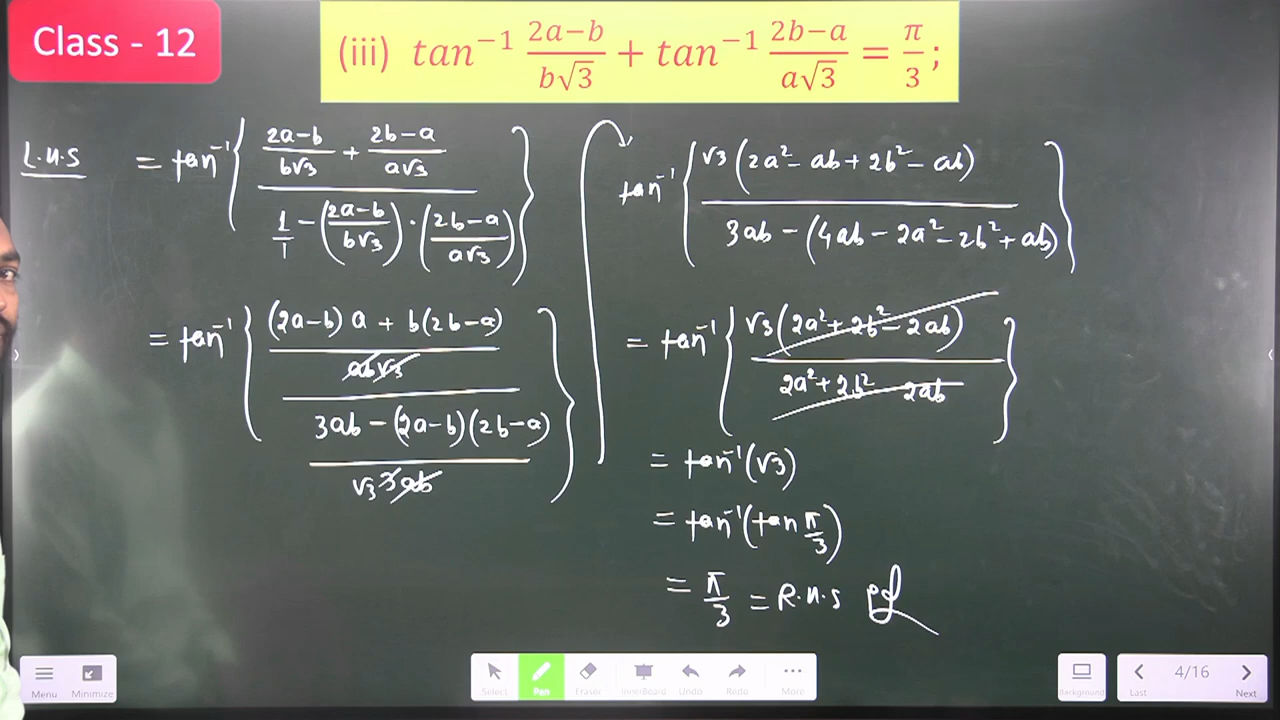 Class - 12
(iii) tan⁻¹ (2a−b)/(b√3) + tan⁻¹ (2b−a)/(a√3) = π/3 ;
L.H.S = tan⁻¹ { ( (2a−b)/(b√3) + (2b−a)/(a√3) ) / ( 1/1 − ((2a−b)/(b√3)) · ((2b−a)/(a√3)) ) }
= tan⁻¹ { ( ((2a−b)a + b(2b−a)) / (ab√3) ) / ( (3ab − (2a−b)(2b−a)) / (√3 3ab) ) }
tan⁻¹ { √3(2a² − ab + 2b² − ab) / (3ab − (4ab − 2a² − 2b² + ab)) }
= tan⁻¹ { √3(2a² + 2b² − 2ab) / (2a² + 2b² 2ab) }
= tan⁻¹(√3)
= tan⁻¹(tan π/3)
= π/3 = R.H.S
Menu
Minimize
Select
Pen
Eraser
InnerBoard
Undo
Redo
More
Background
Last
4/16
Next